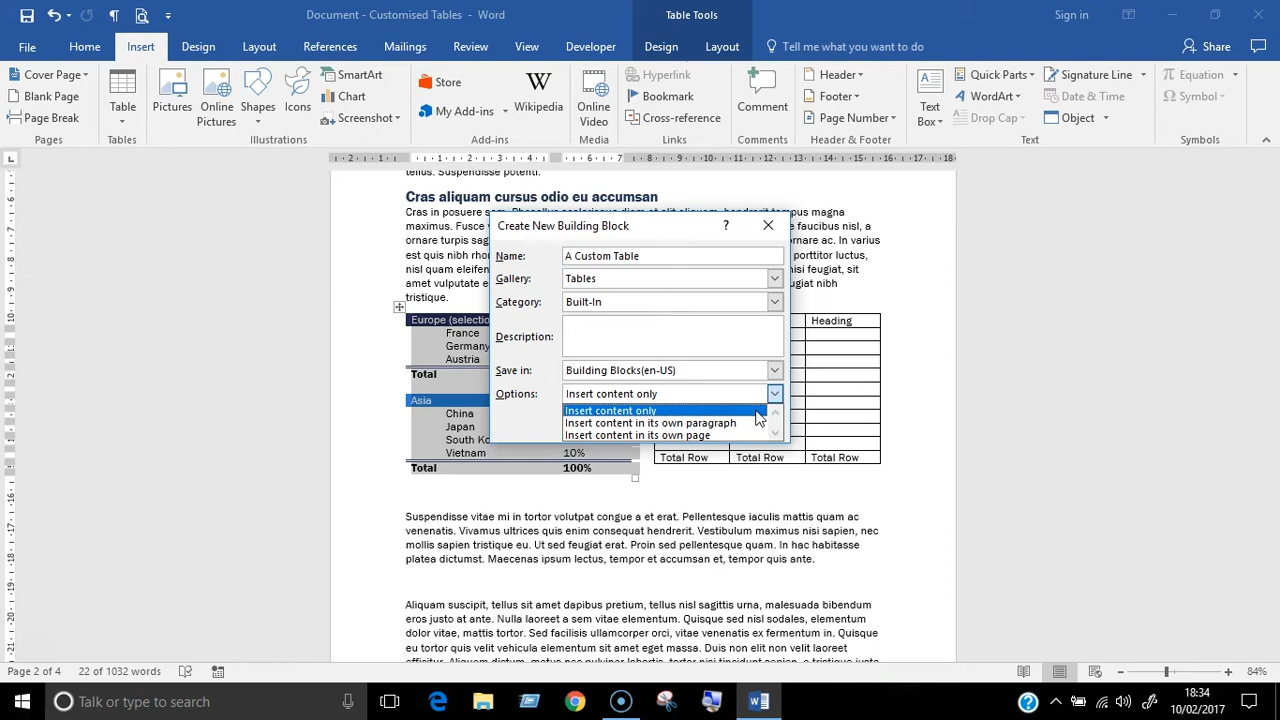 Document - Customised Tables - Word
Table Tools
Sign in
File
Home
Insert
Design
Layout
References
Mailings
Review
View
Developer
Design
Layout
Tell me what you want to do
Share
Cover Page
Blank Page
Page Break
Pages
Table
Tables
Pictures
Online
Pictures
Shapes
Icons
SmartArt
Chart
Screenshot
Illustrations
Store
My Add-ins
Wikipedia
Add-ins
Online
Video
Media
Hyperlink
Bookmark
Cross-reference
Links
Comment
Comments
Header
Footer
Page Number
Header & Footer
Text
Box
Quick Parts
WordArt
Drop Cap
Signature Line
Date & Time
Object
Text
Equation
Symbol
Symbols
tellus. Suspendisse potenti.
Cras aliquam cursus odio eu accumsan
Create New Building Block
?
Name:
A Custom Table
Gallery:
Tables
Category:
Built-In
Description:
Save in:
Building Blocks(en-US)
Options:
Insert content only
Insert content only
Insert content in its own paragraph
Insert content in its own page
tristique.
Europe (selectio
France
Germany
Austria
Total
Asia
China
Japan
South Ko
Vietnam 10%
Total 100%
Heading
Total Row Total Row Total Row
Suspendisse vitae mi in tortor volutpat congue a et erat. Pellentesque iaculis mattis quam ac
venenatis. Vivamus ultrices quis enim consequat hendrerit. Vestibulum maximus nisi sapien, nec
mollis sapien tristique eu. Ut sed feugiat erat. Proin sed pellentesque quam. In hac habitasse
platea dictumst. Maecenas ipsum lectus, tempor et accumsan et, tempor quis ante.
Aliquam suscipit, tellus sit amet dapibus pretium, tellus nisl sagittis urna, malesuada bibendum
eros justo at ante. Nulla laoreet a sem vitae elementum. Quisque sed nisl sodales, elementum
dolor vitae, mattis tortor. Sed facilisis ullamcorper orci, vitae venenatis ex fermentum in. Quisque
eu tortor quis velit vehicula elementum sit amet eget massa. Duis non elit laoreet, faucibus
Page 2 of 4
22 of 1032 words
84%
Talk or type to search
18:34
10/02/2017